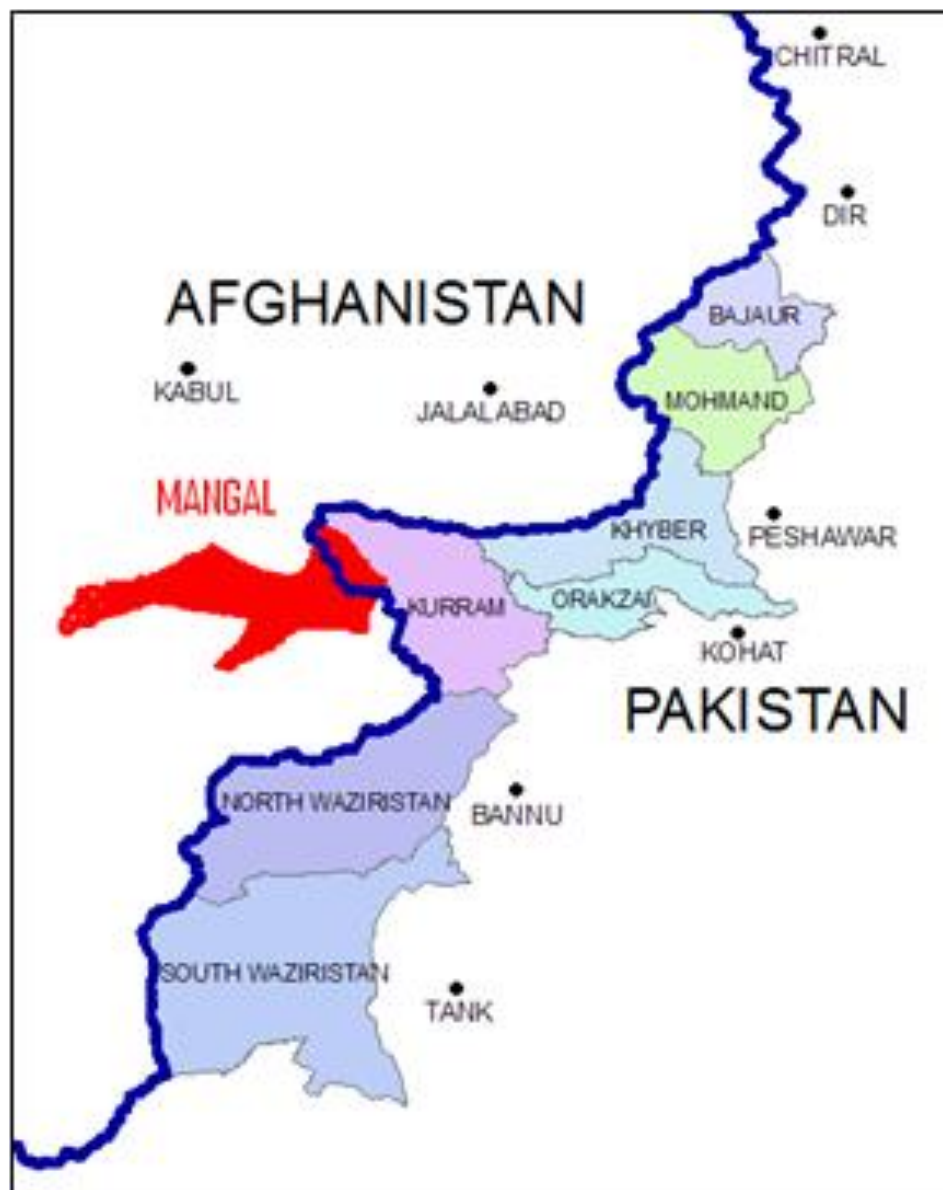 CHITRAL
DIR
AFGHANISTAN
BAJAUR
KABUL
JALALABAD
MOHMAND
MANGAL
KHYBER
PESHAWAR
KURRAM
ORAKZAI
KOHAT
PAKISTAN
NORTH WAZIRISTAN
BANNU
SOUTH WAZIRISTAN
TANK